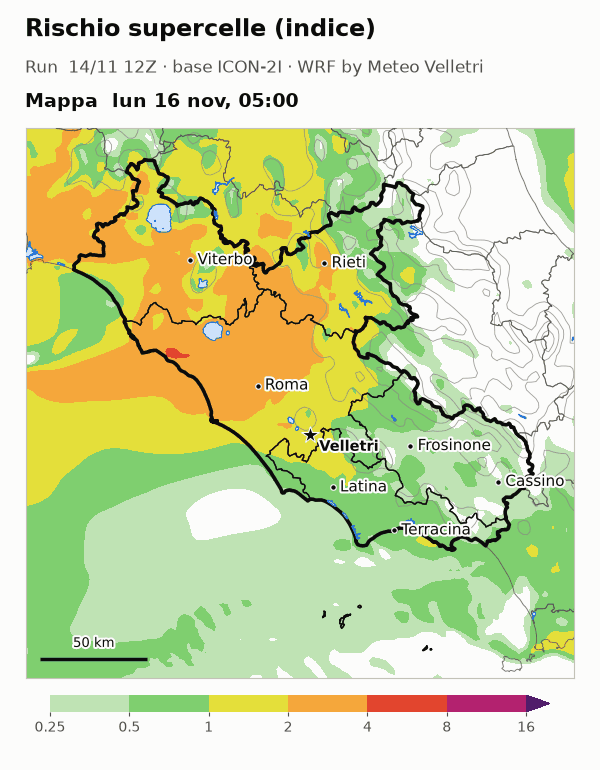 Rischio supercelle (indice)
Run  14/11 12Z · base ICON-2I · WRF by Meteo Velletri
Mappa  lun 16 nov, 05:00
Viterbo
Rieti
Roma
Velletri
Frosinone
Cassino
Latina
Terracina
50 km
0.25 0.5 1 2 4 8 16